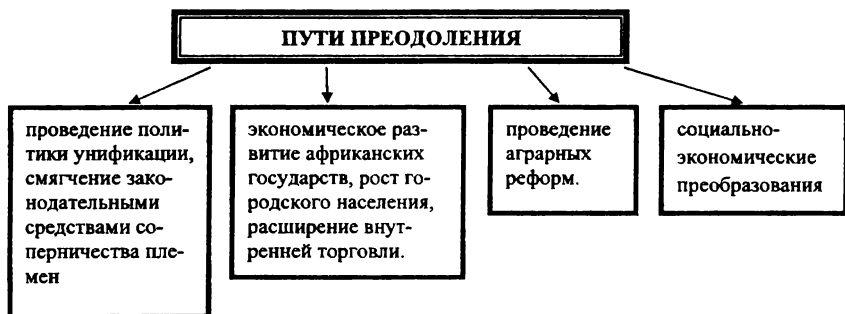 ПУТИ ПРЕОДОЛЕНИЯ
проведение поли-
тики унификации,
смягчение зако-
нодательными
средствами со-
перничества пле-
мен
экономическое раз-
витие африканских
государств, рост го-
родского населения,
расширение внут-
ренней торговли.
проведение
аграрных
реформ.
социально-
экономические
преобразования